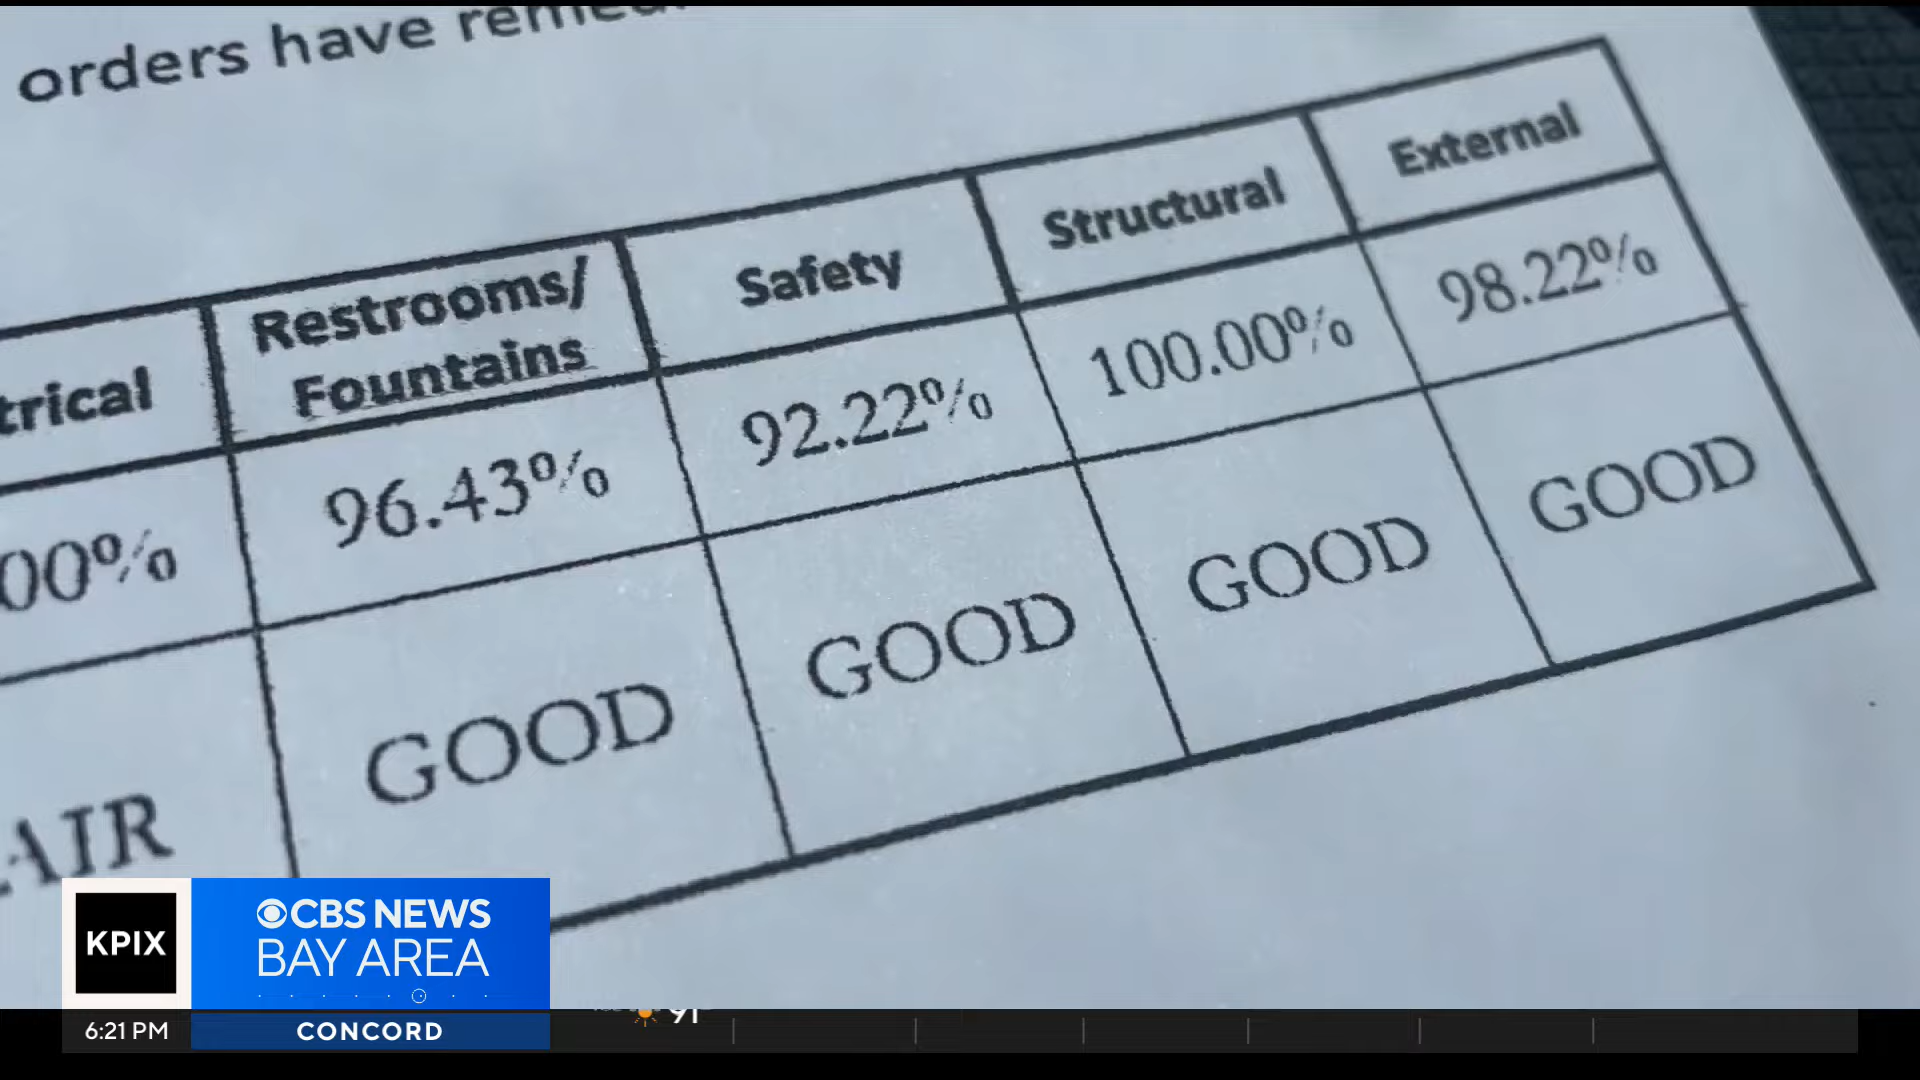 orders have
Restrooms/
Fountains
Safety
Structural
External
96.43%
92.22%
100.00%
98.22%
GOOD
GOOD
GOOD
GOOD
KPIX
CBS NEWS
BAY AREA
6:21 PM
CONCORD
91